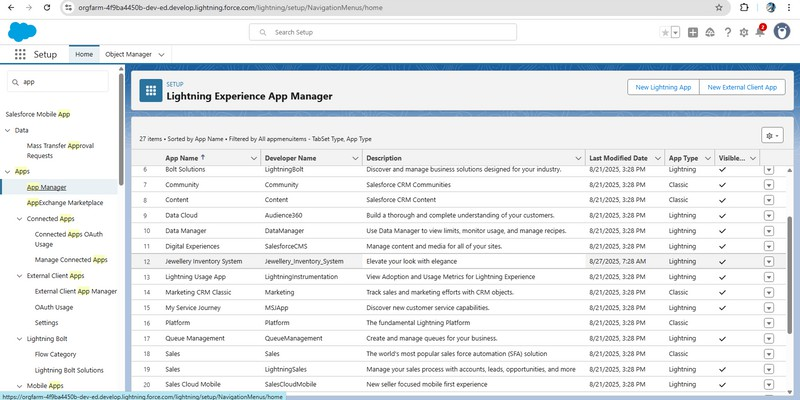 orgfarm-4f9ba4450b-dev-ed.develop.lightning.force.com/lightning/setup/NavigationMenus/home
Search Setup
2
Setup
Home
Object Manager
app
Salesforce Mobile App
Data
Mass Transfer Approval
Requests
Apps
App Manager
AppExchange Marketplace
Connected Apps
Connected Apps OAuth
Usage
Manage Connected Apps
External Client Apps
External Client App Manager
OAuth Usage
Settings
Lightning Bolt
Flow Category
Lightning Bolt Solutions
Mobile Apps
SETUP
Lightning Experience App Manager
New Lightning App
New External Client App
27 items • Sorted by App Name • Filtered by All appmenuitems - TabSet Type, App Type
App Name ↑ Developer Name Description Last Modified Date App Type Visible...
6 Bolt Solutions LightningBolt Discover and manage business solutions designed for your industry. 8/21/2025, 3:28 PM Lightning ✓
7 Community Community Salesforce CRM Communities 8/21/2025, 3:28 PM Classic ✓
8 Content Content Salesforce CRM Content 8/21/2025, 3:28 PM Classic ✓
9 Data Cloud Audience360 Build a thorough and complete understanding of your customers. 8/21/2025, 3:28 PM Lightning ✓
10 Data Manager DataManager Use Data Manager to view limits, monitor usage, and manage recipes. 8/21/2025, 3:28 PM Lightning ✓
11 Digital Experiences SalesforceCMS Manage content and media for all of your sites. 8/21/2025, 3:28 PM Lightning ✓
12 Jewellery Inventory System Jewellery_Inventory_System Elevate your look with elegance 8/27/2025, 7:28 AM Lightning ✓
13 Lightning Usage App LightningInstrumentation View Adoption and Usage Metrics for Lightning Experience 8/21/2025, 3:28 PM Lightning ✓
14 Marketing CRM Classic Marketing Track sales and marketing efforts with CRM objects. 8/21/2025, 3:28 PM Classic ✓
15 My Service Journey MSJApp Discover new customer service capabilities. 8/21/2025, 3:28 PM Lightning ✓
16 Platform Platform The fundamental Lightning Platform 8/21/2025, 3:28 PM Classic
17 Queue Management QueueManagement Create and manage queues for your business. 8/21/2025, 3:28 PM Lightning ✓
18 Sales Sales The world's most popular sales force automation (SFA) solution 8/21/2025, 3:28 PM Classic
19 Sales LightningSales Manage your sales process with accounts, leads, opportunities, and more 8/21/2025, 3:28 PM Lightning ✓
20 Sales Cloud Mobile SalesCloudMobile New seller focused mobile first experience 8/21/2025, 3:28 PM Lightning ✓
https://orgfarm-4f9ba4450b-dev-ed.develop.lightning.force.com/lightning/setup/NavigationMenus/home